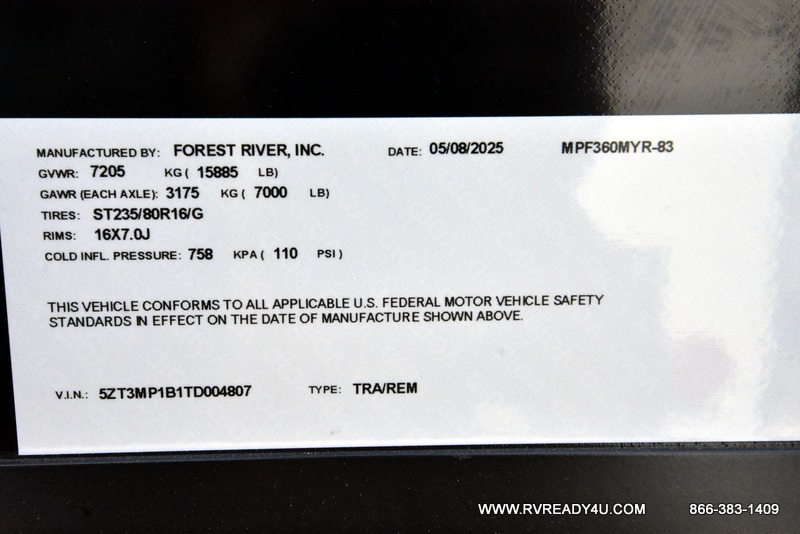 MANUFACTURED BY: FOREST RIVER, INC. DATE: 05/08/2025 MPF360MYR-83
GVWR: 7205 KG ( 15885 LB)
GAWR (EACH AXLE): 3175 KG ( 7000 LB)
TIRES: ST235/80R16/G
RIMS: 16X7.0J
COLD INFL. PRESSURE: 758 KPA ( 110 PSI )
THIS VEHICLE CONFORMS TO ALL APPLICABLE U.S. FEDERAL MOTOR VEHICLE SAFETY
STANDARDS IN EFFECT ON THE DATE OF MANUFACTURE SHOWN ABOVE.
V.I.N.: 5ZT3MP1B1TD004807 TYPE: TRA/REM
WWW.RVREADY4U.COM 866-383-1409